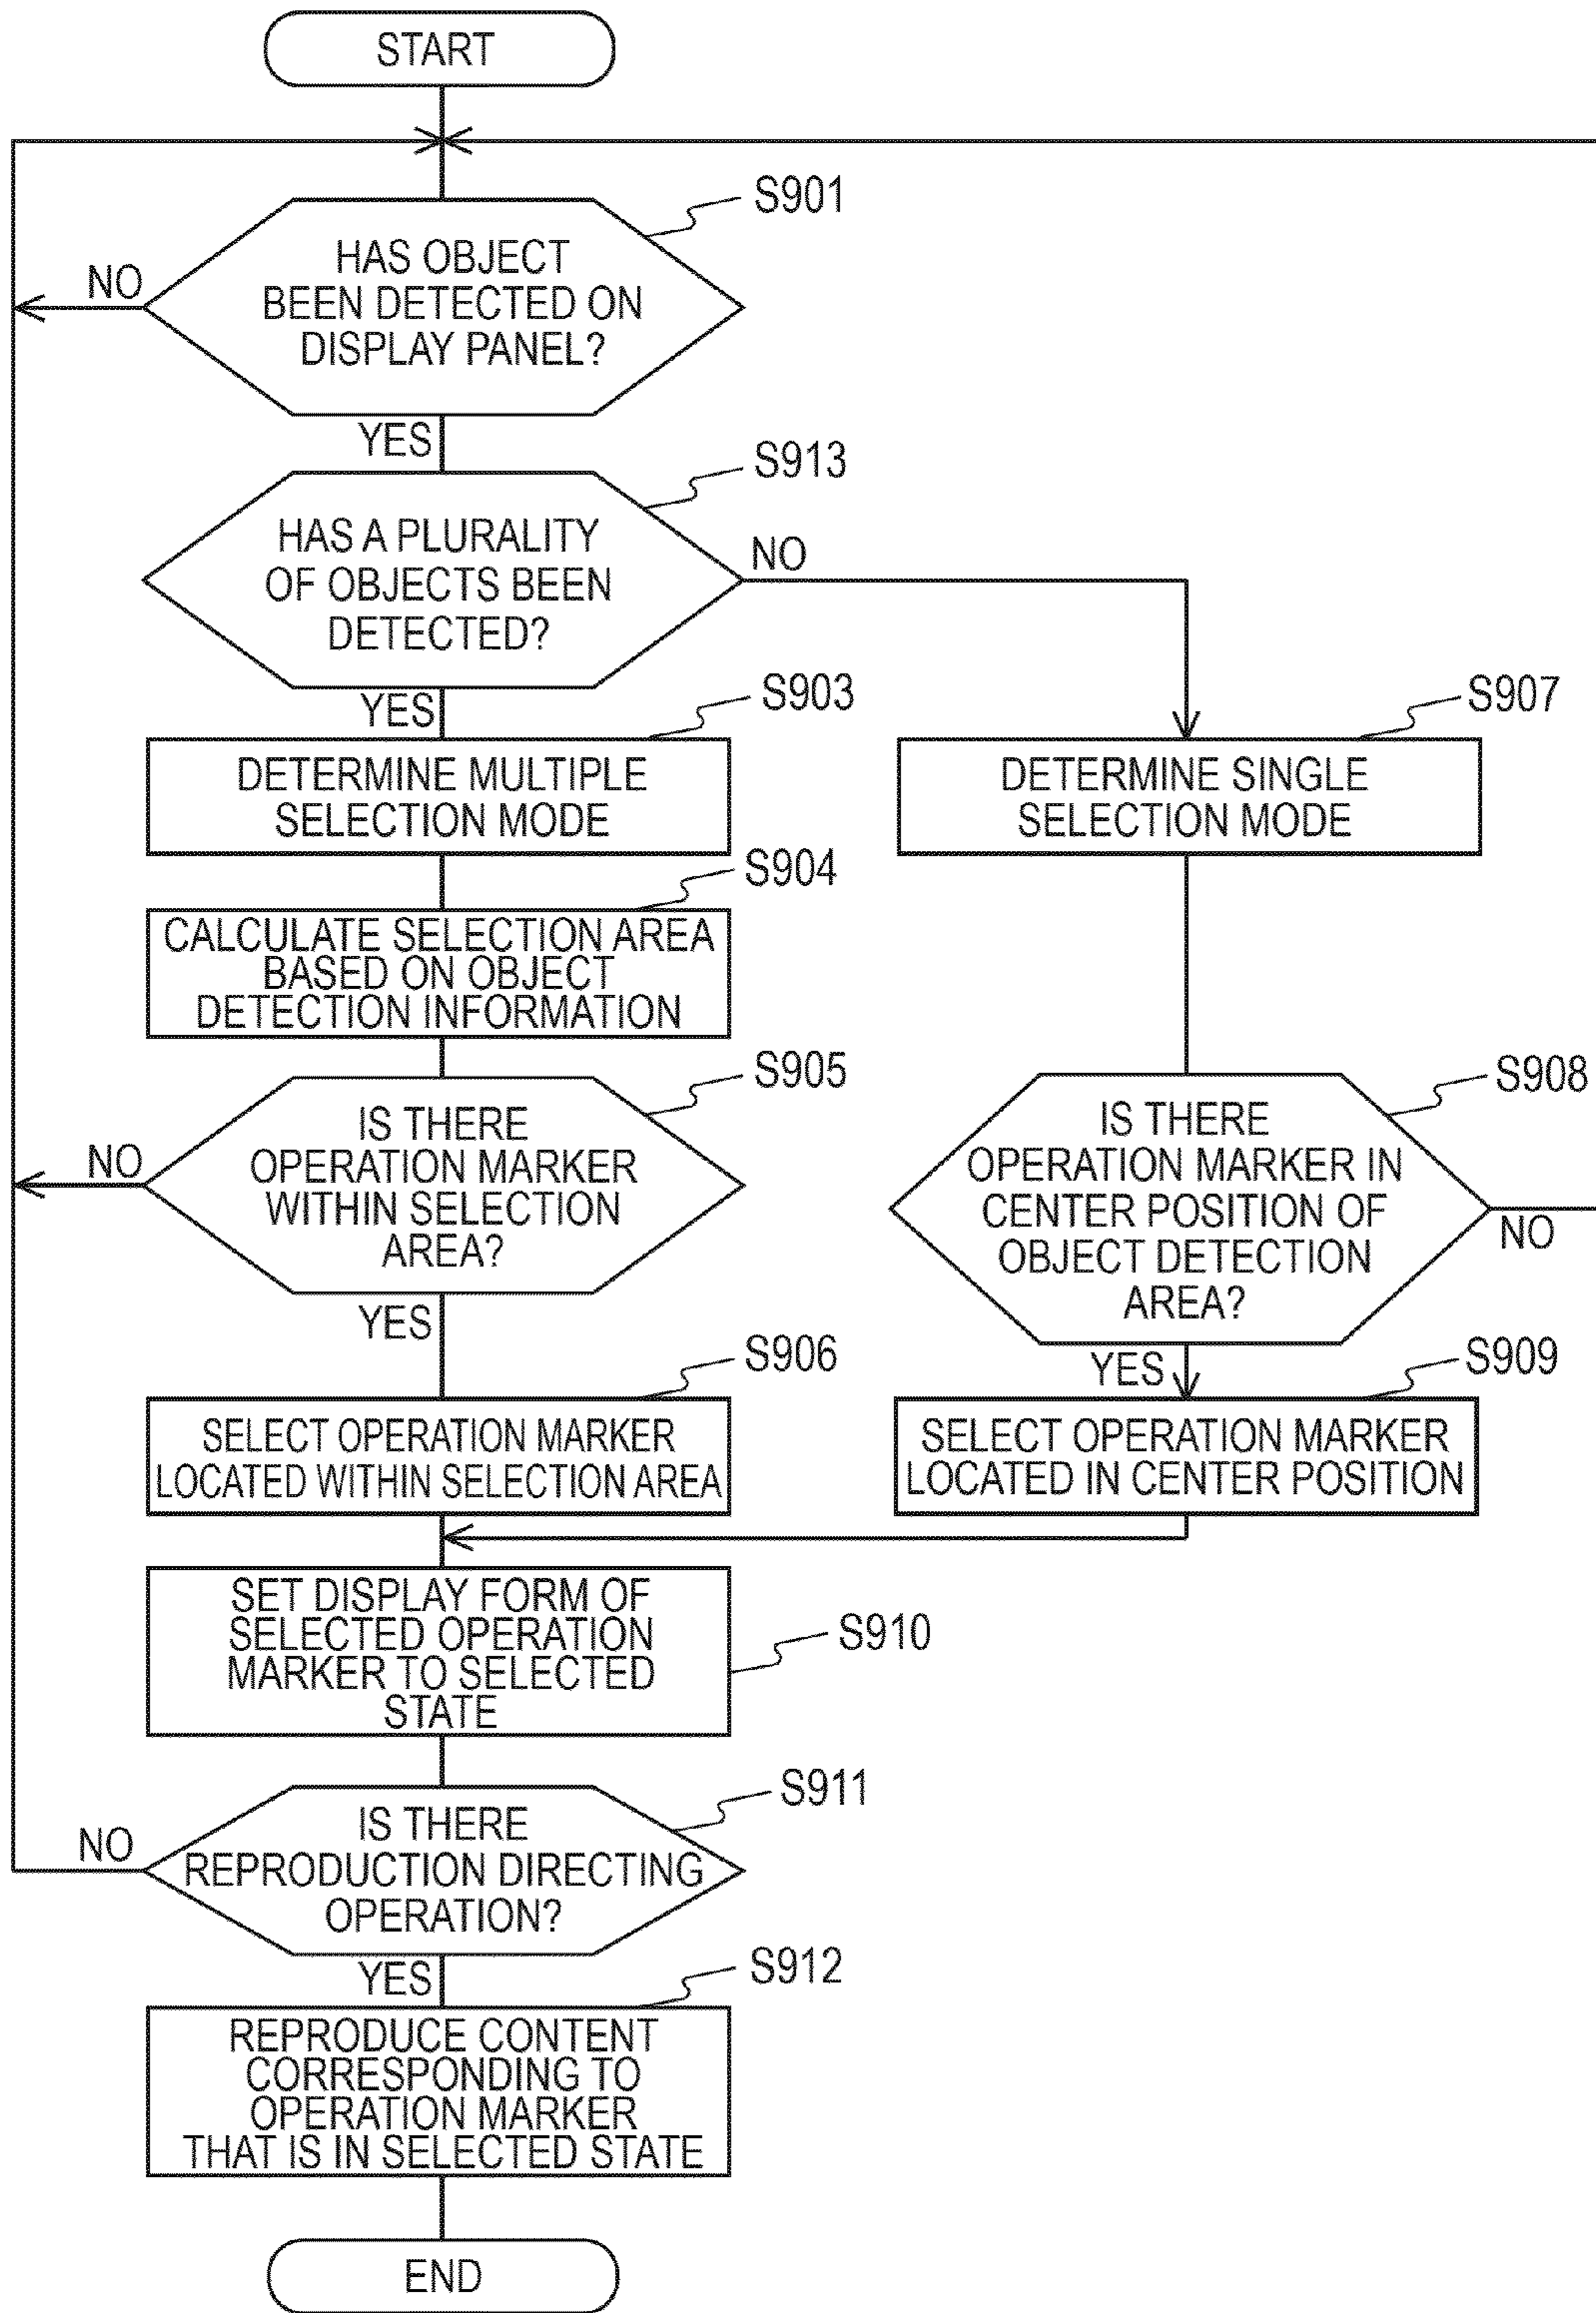 START
S901
HAS OBJECT
BEEN DETECTED ON
DISPLAY PANEL?
NO
YES
S913
HAS A PLURALITY
OF OBJECTS BEEN
DETECTED?
NO
YES
S903
DETERMINE MULTIPLE
SELECTION MODE
S907
DETERMINE SINGLE
SELECTION MODE
S904
CALCULATE SELECTION AREA
BASED ON OBJECT
DETECTION INFORMATION
S905
IS THERE
OPERATION MARKER
WITHIN SELECTION
AREA?
NO
YES
S908
IS THERE
OPERATION MARKER IN
CENTER POSITION OF
OBJECT DETECTION
AREA?
NO
YES
S906
SELECT OPERATION MARKER
LOCATED WITHIN SELECTION AREA
S909
SELECT OPERATION MARKER
LOCATED IN CENTER POSITION
SET DISPLAY FORM OF
SELECTED OPERATION
MARKER TO SELECTED
STATE
S910
S911
IS THERE
REPRODUCTION DIRECTING
OPERATION?
NO
YES
S912
REPRODUCE CONTENT
CORRESPONDING TO
OPERATION MARKER
THAT IS IN SELECTED STATE
END